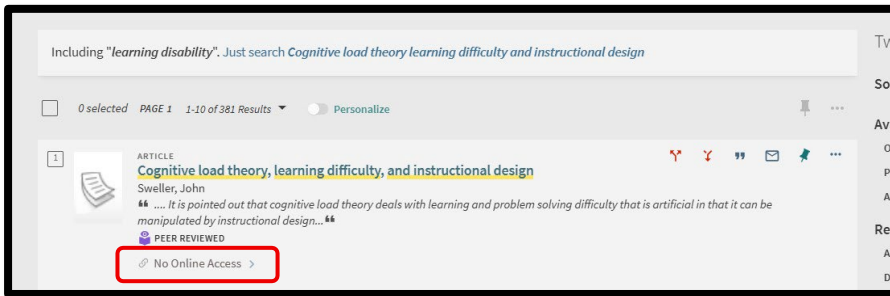 Including "learning disability". Just search Cognitive load theory learning difficulty and instructional design
0 selected PAGE 1 1-10 of 381 Results Personalize
1
ARTICLE
Cognitive load theory, learning difficulty, and instructional design
Sweller, John
❝ .... It is pointed out that cognitive load theory deals with learning and problem solving difficulty that is artificial in that it can be
manipulated by instructional design... ❝
PEER REVIEWED
No Online Access >